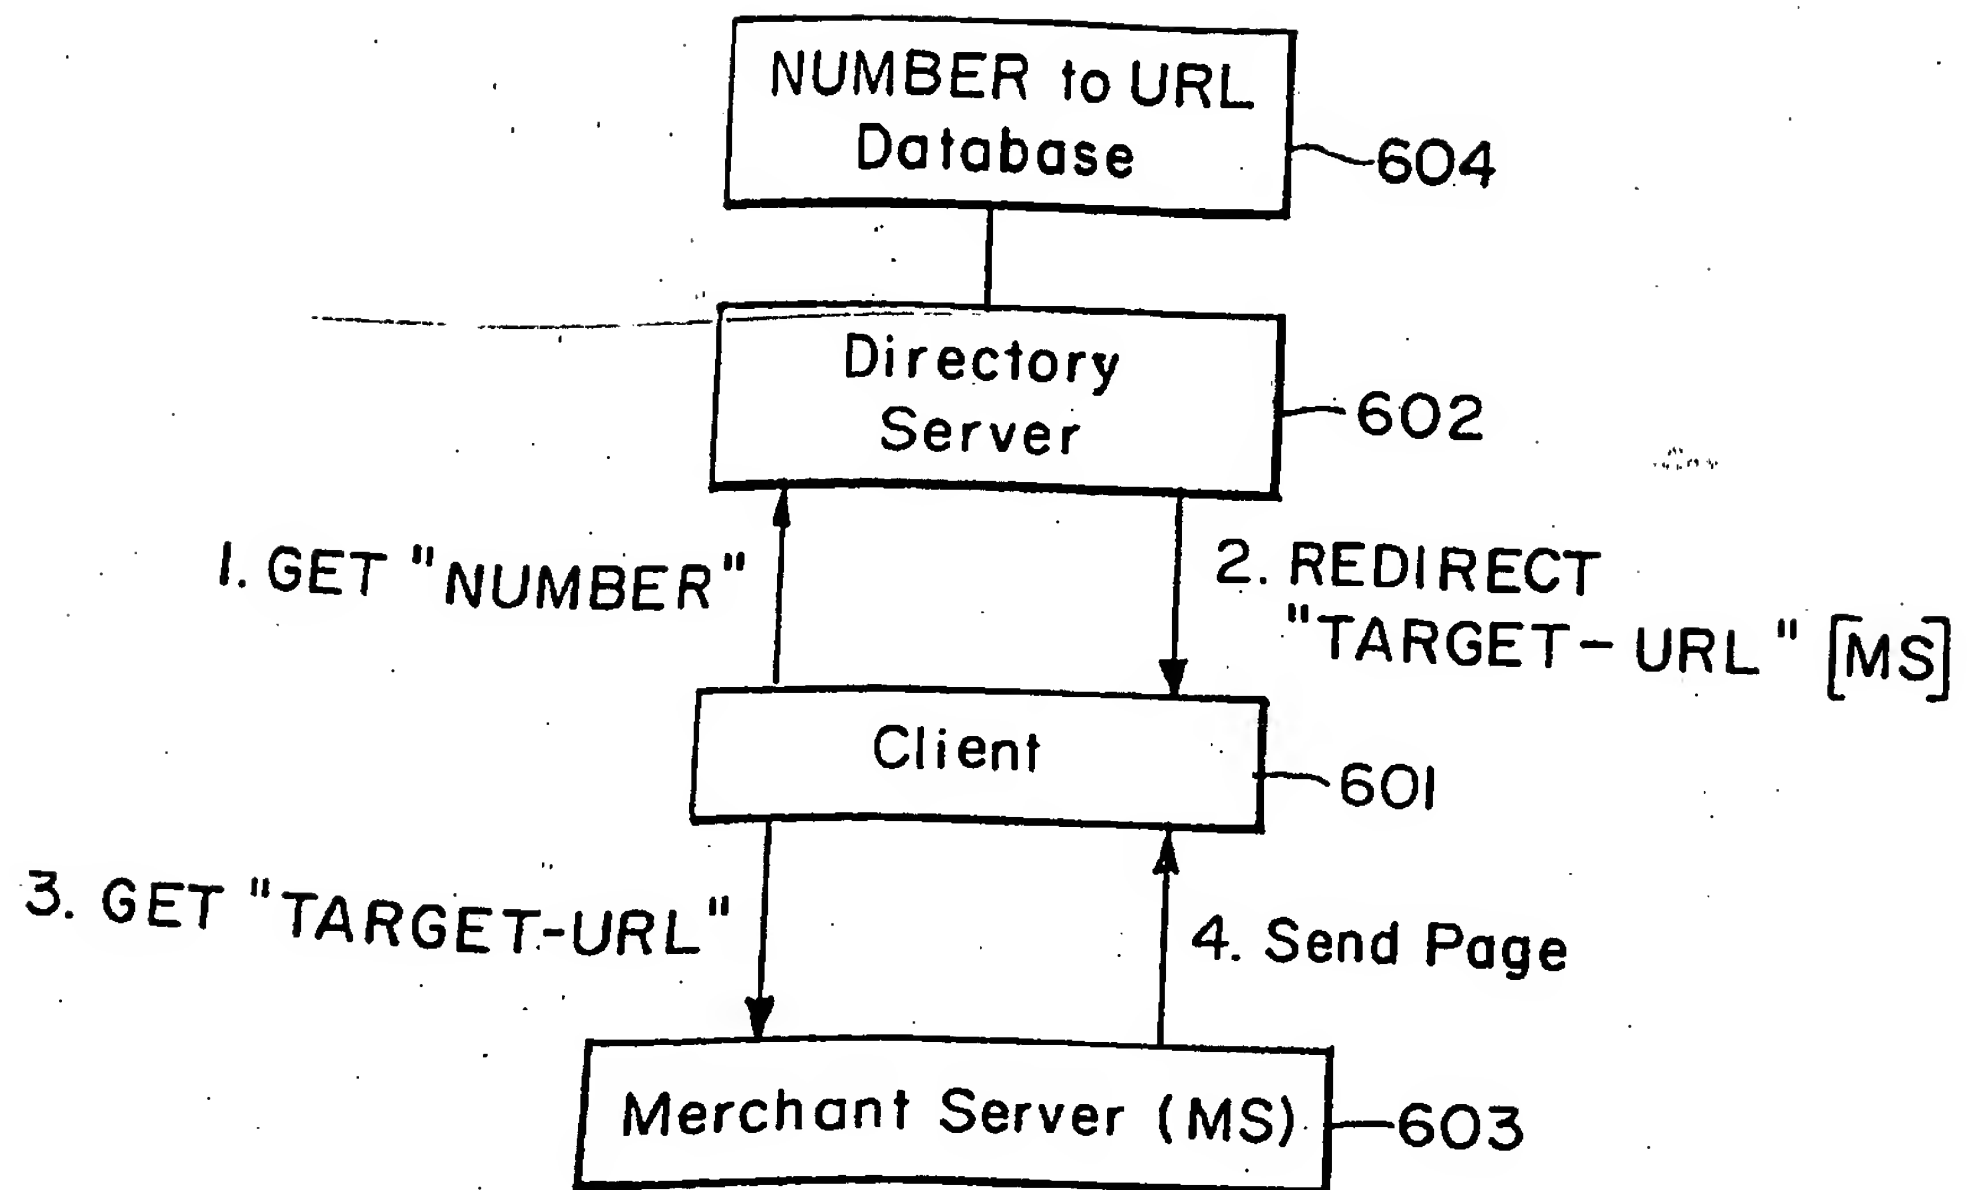 NUMBER to URL
Database
604
Directory
Server
602
1. GET "NUMBER"
2. REDIRECT
"TARGET-URL" [MS]
Client
601
3. GET "TARGET-URL"
4. Send Page
Merchant Server (MS)
603